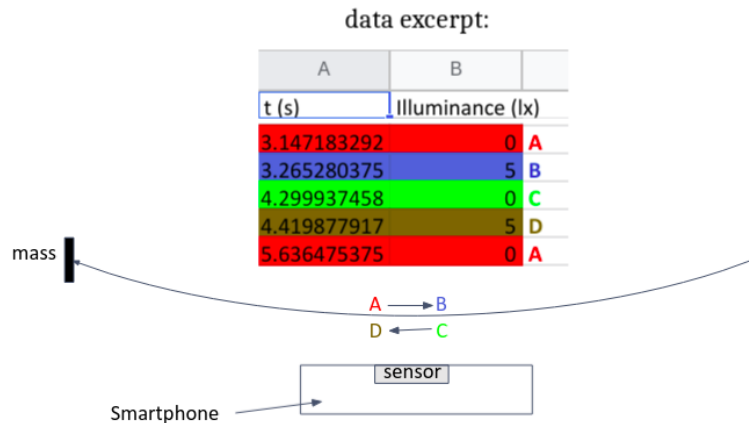 data excerpt:
A B
t (s) Illuminance (lx)
3.147183292 0 A
3.265280375 5 B
4.299937458 0 C
4.419877917 5 D
5.636475375 0 A
mass
A B
D C
sensor
Smartphone